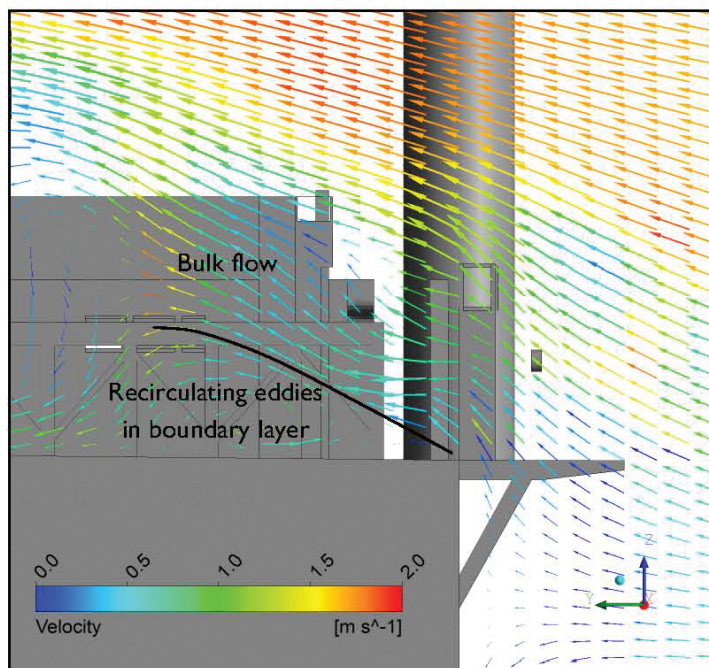 Bulk flow
Recirculating eddies
in boundary layer
0.0
0.5
1.0
1.5
2.0
Velocity
[m s^-1]
Z
Y
X